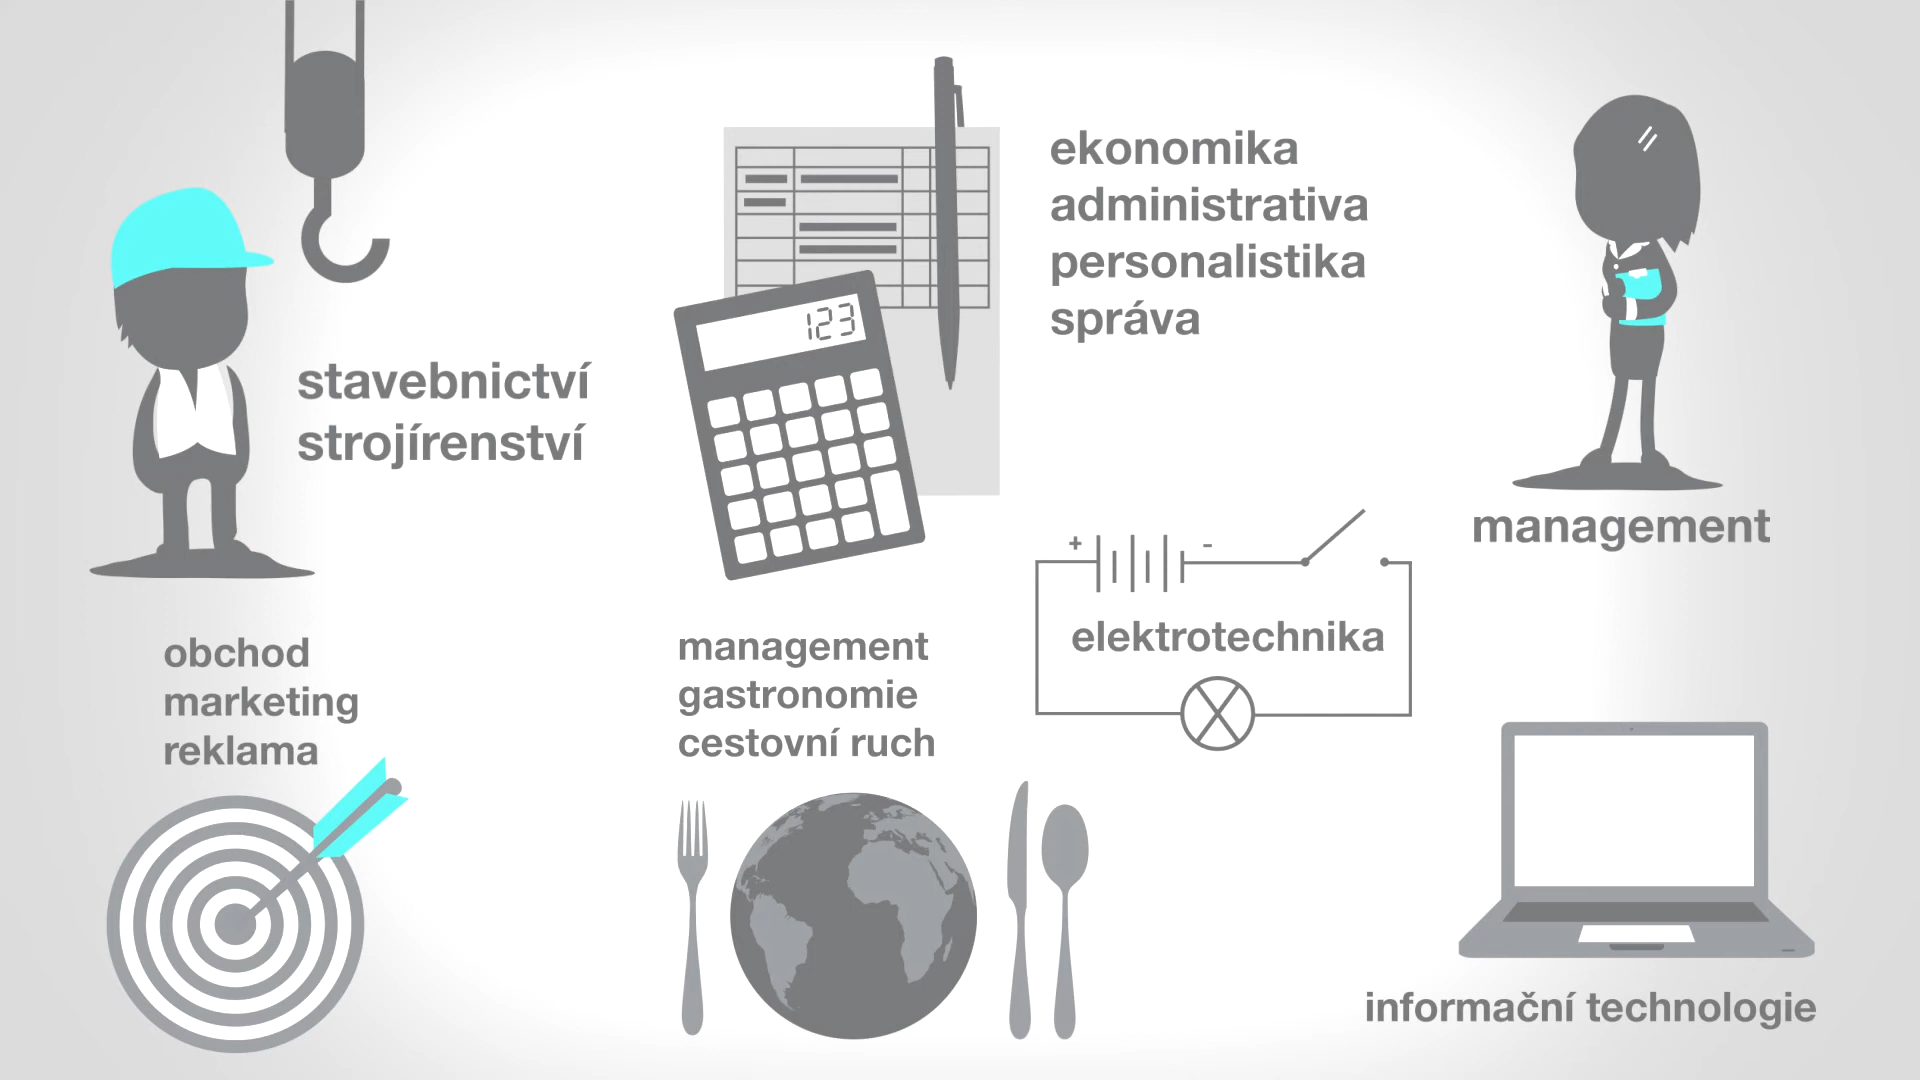 stavebnictví
strojírenství
123
ekonomika
administrativa
personalistika
správa
management
obchod
marketing
reklama
management
gastronomie
cestovní ruch
+ -
elektrotechnika
informační technologie